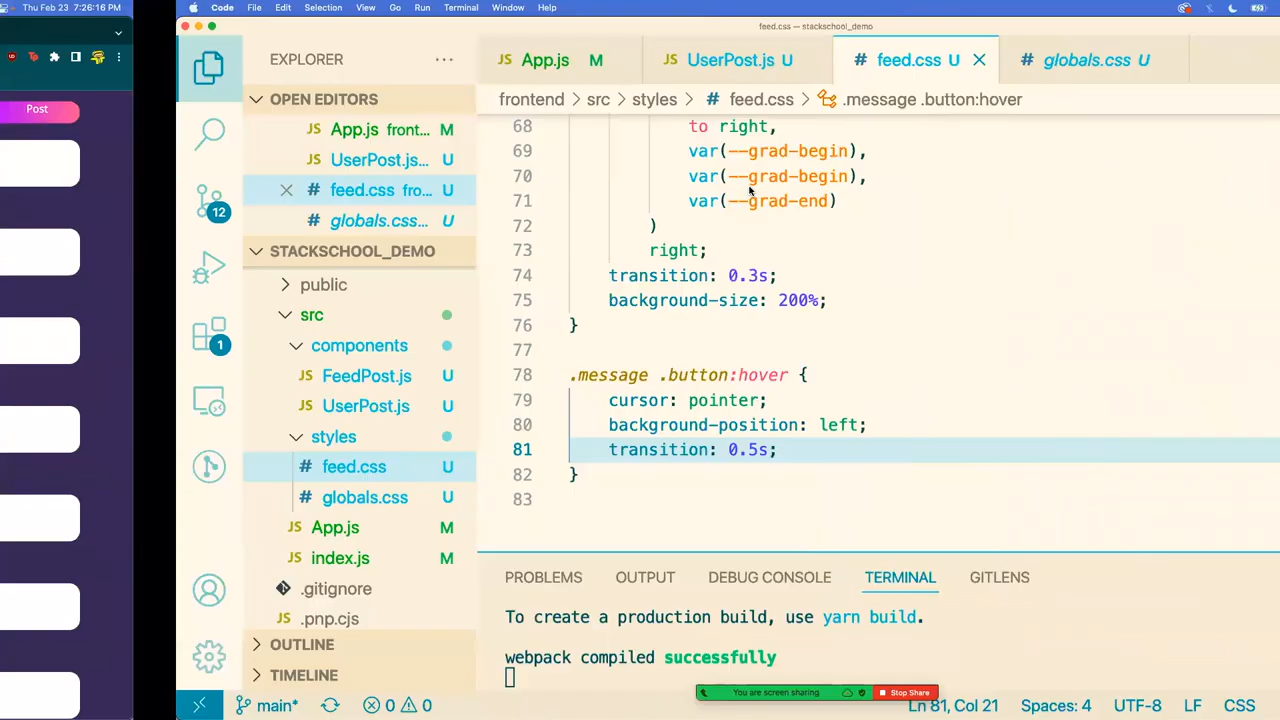 Thu Feb 23 7:26:16 PM
Code File Edit Selection View Go Run Terminal Window Help
feed.css — stackschool_demo
Post
EXPLORER
OPEN EDITORS
JS App.js front... M
JS UserPost.js... U
# feed.css fro... U
# globals.css... U
STACKSCHOOL_DEMO
public
src
components
JS FeedPost.js U
JS UserPost.js U
styles
# feed.css U
# globals.css U
JS App.js M
JS index.js M
.gitignore
JS .pnp.cjs
OUTLINE
TIMELINE
12
1
JS App.js M
JS UserPost.js U
# feed.css U
# globals.css U
frontend > src > styles > # feed.css > .message .button:hover
68 to right,
69 var(--grad-begin),
70 var(--grad-begin),
71 var(--grad-end)
72 )
73 right;
74 transition: 0.3s;
75 background-size: 200%;
76 }
77
78 .message .button:hover {
79 cursor: pointer;
80 background-position: left;
81 transition: 0.5s;
82 }
83
PROBLEMS OUTPUT DEBUG CONSOLE TERMINAL GITLENS
To create a production build, use yarn build.
webpack compiled successfully
You are screen sharing Stop Share
main* 0 0 Ln 81, Col 21 Spaces: 4 UTF-8 LF CSS